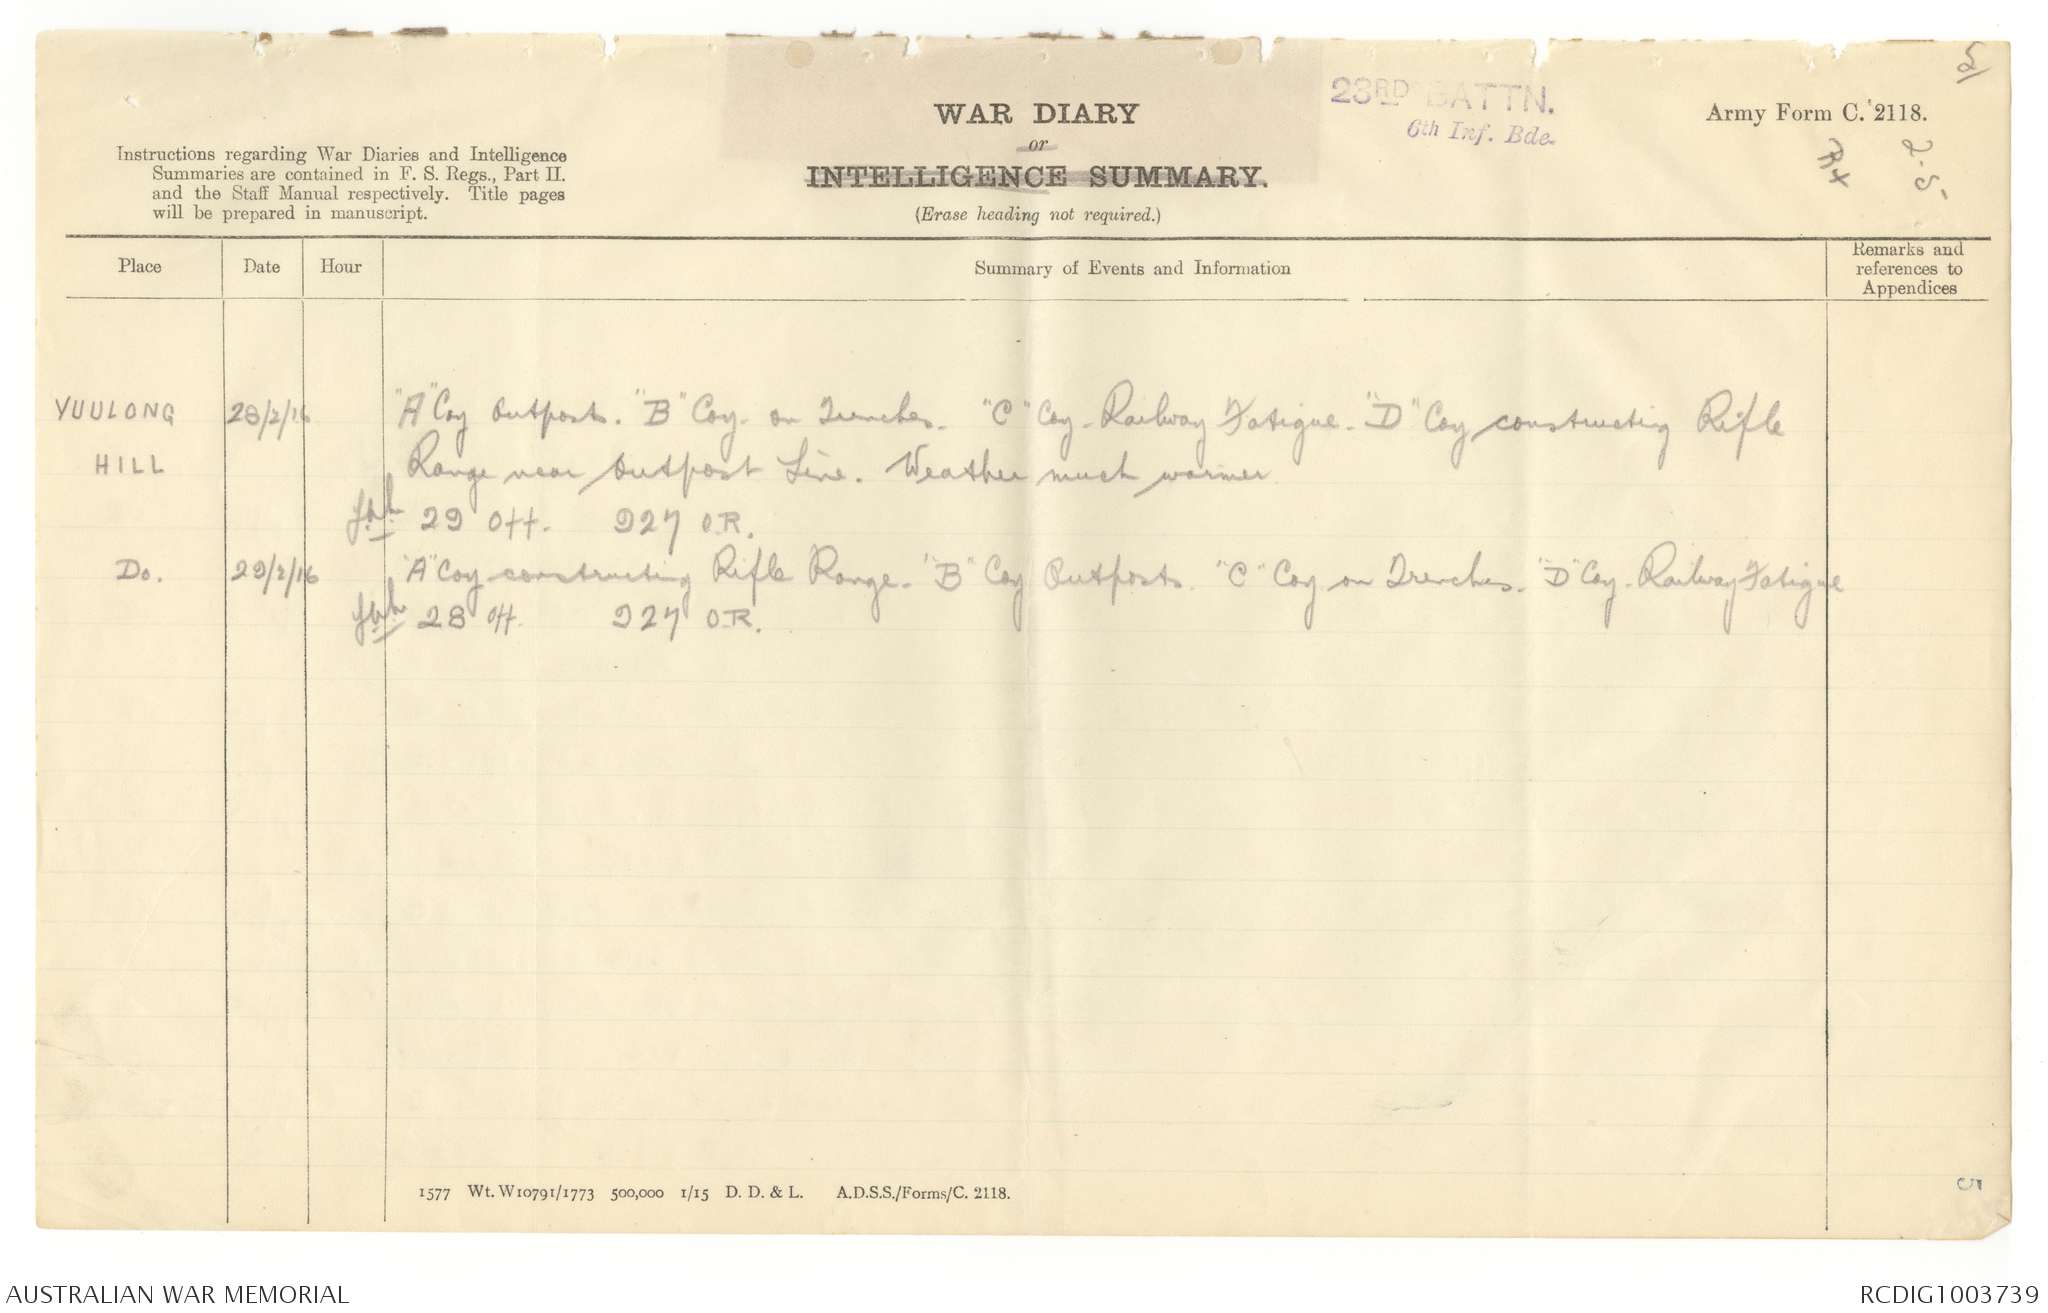 5
WAR DIARY
or
INTELLIGENCE SUMMARY.
(Erase heading not required.)
23RD BATTN.
6th Inf. Bde.
Army Form C. 2118.
2.5.
Instructions regarding War Diaries and Intelligence
Summaries are contained in F. S. Regs., Part II.
and the Staff Manual respectively. Title pages
will be prepared in manuscript.
Place Date Hour Summary of Events and Information Remarks and references to Appendices
YUULONG HILL 28/2/16 "A" Coy Outposts. "B" Coy. on Trenches. "C" Coy - Railway Fatigue. "D" Coy constructing Rifle
Range near Outpost Line. Weather much warmer
29 Off. 927 O.R.
Do. 29/2/16 "A" Coy constructing Rifle Range. "B" Coy Outposts. "C" Coy on Trenches. "D" Coy. Railway Fatigue
28 Off. 927 O.R.
1577 Wt. W10791/1773 500,000 1/15 D. D. & L. A.D.S.S./Forms/C. 2118.
5
AUSTRALIAN WAR MEMORIAL
RCDIG1003739